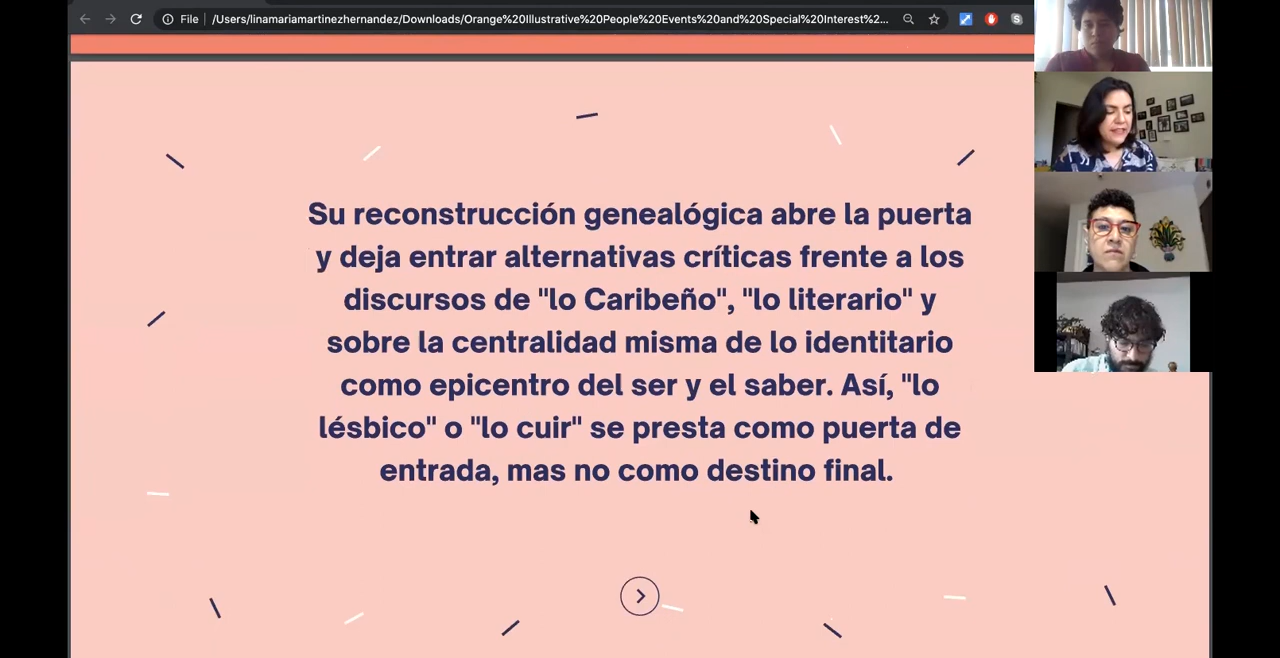 File
/Users/linamariamartinezhernandez/Downloads/Orange%20Illustrative%20People%20Events%20and%20Special%20Interest%2...
Su reconstrucción genealógica abre la puerta
y deja entrar alternativas críticas frente a los
discursos de "lo Caribeño", "lo literario" y
sobre la centralidad misma de lo identitario
como epicentro del ser y el saber. Así, "lo
lésbico" o "lo cuir" se presta como puerta de
entrada, mas no como destino final.